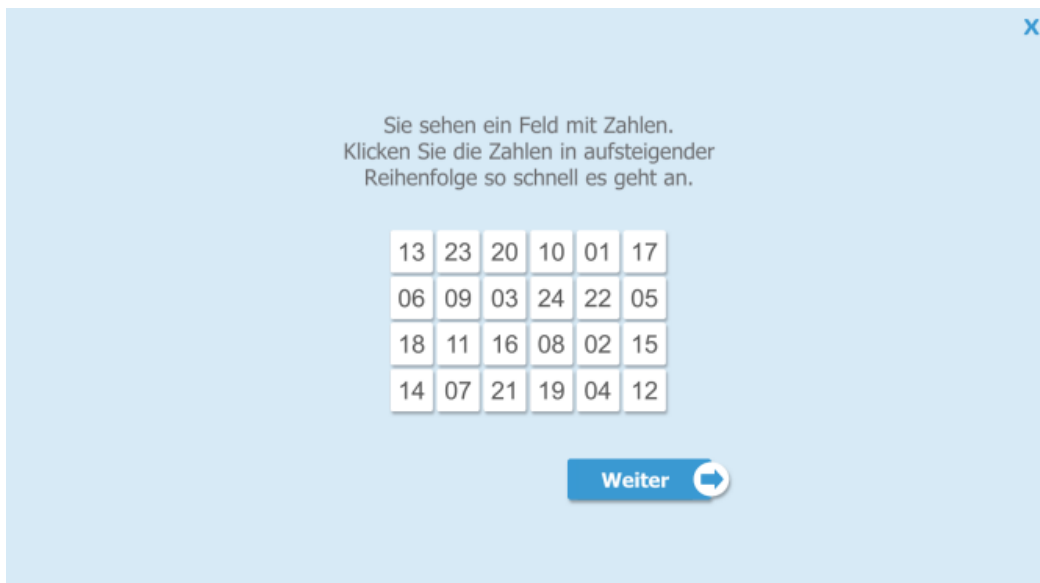 X
Sie sehen ein Feld mit Zahlen.
Klicken Sie die Zahlen in aufsteigender
Reihenfolge so schnell es geht an.
13 23 20 10 01 17
06 09 03 24 22 05
18 11 16 08 02 15
14 07 21 19 04 12
Weiter